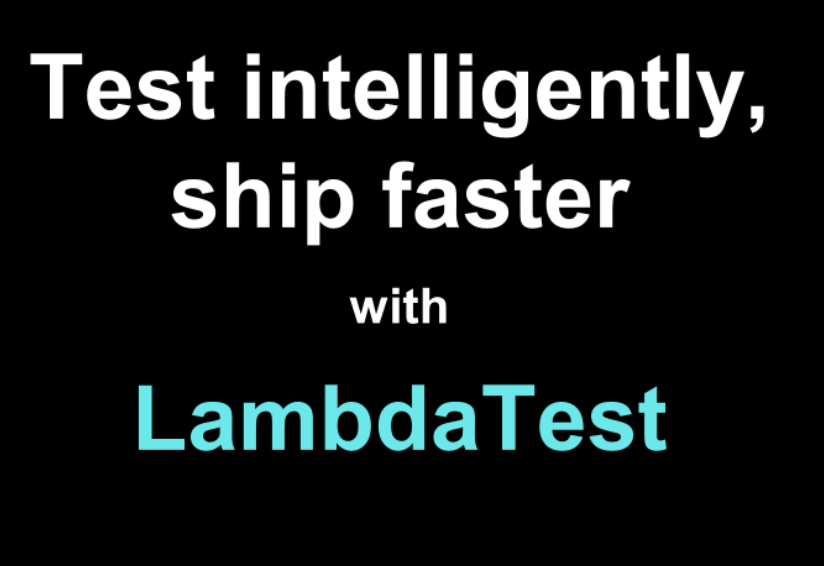 Test intelligently,
ship faster
with
LambdaTest